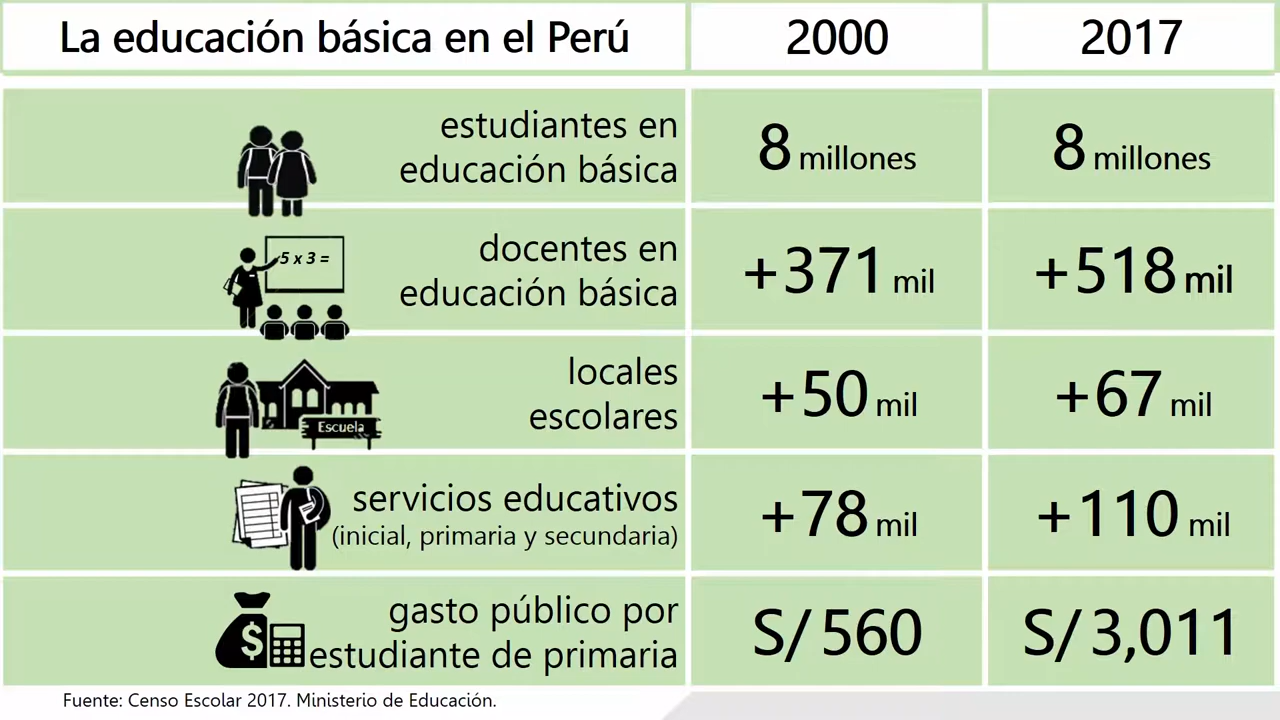 La educación básica en el Perú 2000 2017
estudiantes en
educación básica
8 millones 8 millones
5 x 3 =
docentes en
educación básica
+371 mil +518 mil
Escuela
locales
escolares
+50 mil +67 mil
servicios educativos
(inicial, primaria y secundaria)
+78 mil +110 mil
$
gasto público por
estudiante de primaria
S/ 560 S/ 3,011
Fuente: Censo Escolar 2017. Ministerio de Educación.